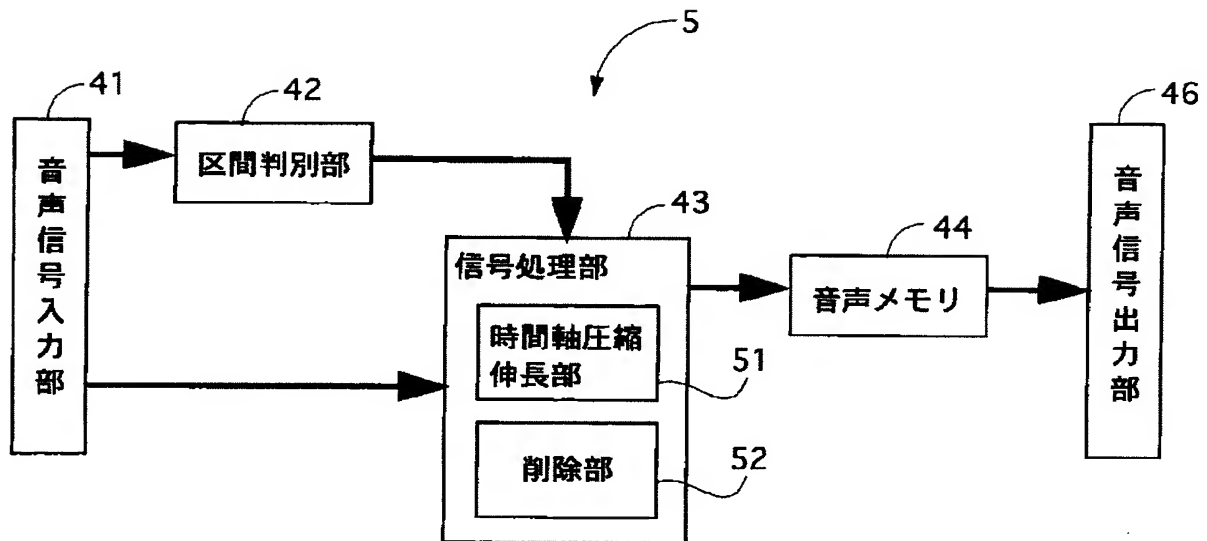 5
41
音声信号入力部
42
区間判別部
43
信号処理部
時間軸圧縮
伸長部
51
削除部
52
44
音声メモリ
46
音声信号出力部